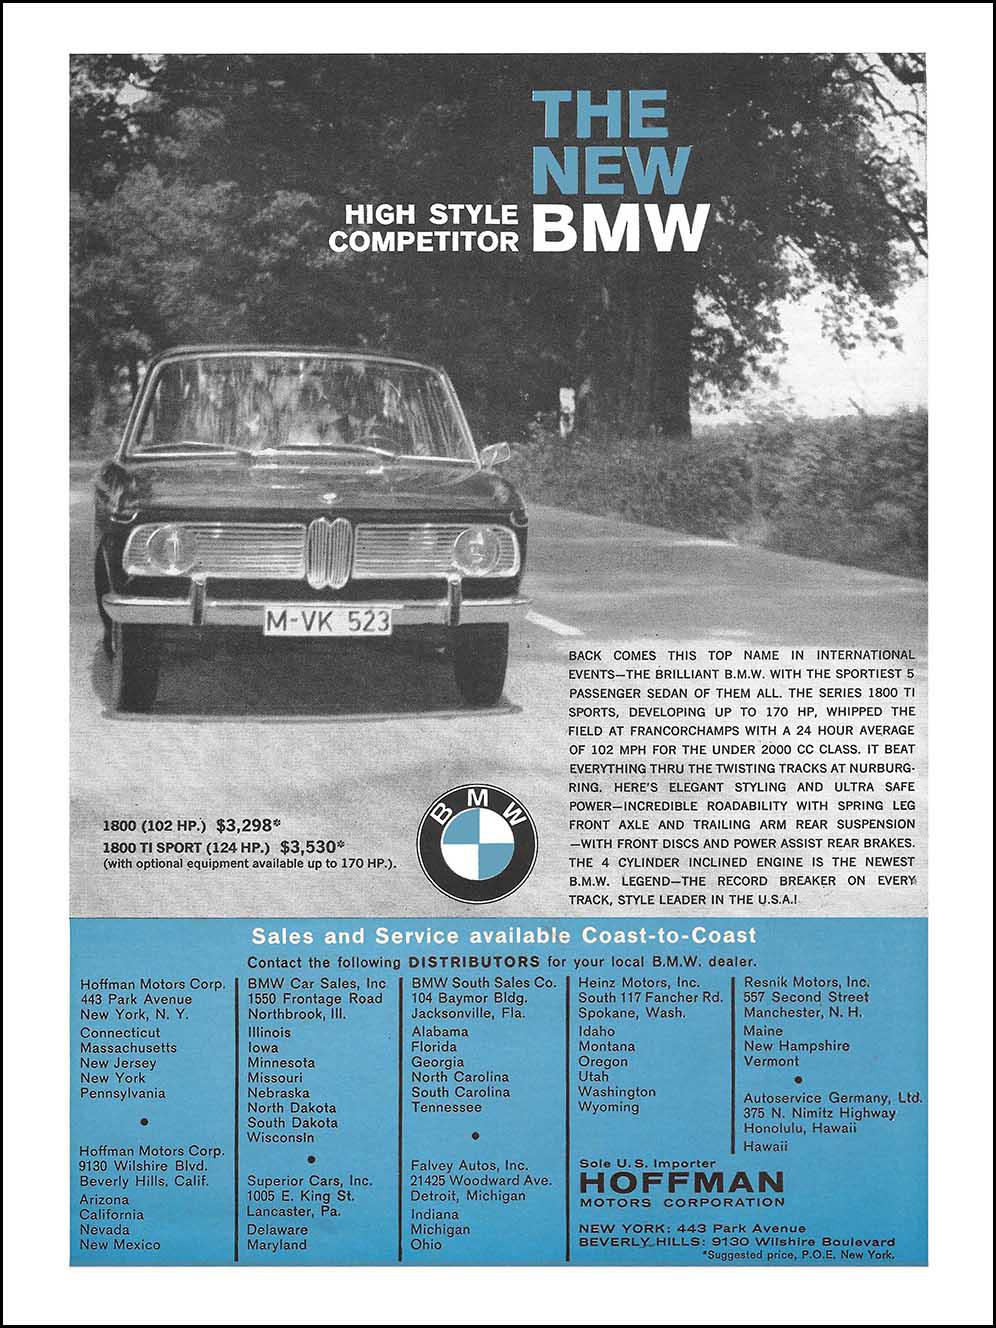 THE
NEW
HIGH STYLE
COMPETITOR BMW
M-VK 523
BACK COMES THIS TOP NAME IN INTERNATIONAL
EVENTS—THE BRILLIANT B.M.W. WITH THE SPORTIEST 5
PASSENGER SEDAN OF THEM ALL. THE SERIES 1800 TI
SPORTS, DEVELOPING UP TO 170 HP, WHIPPED THE
FIELD AT FRANCORCHAMPS WITH A 24 HOUR AVERAGE
OF 102 MPH FOR THE UNDER 2000 CC CLASS. IT BEAT
EVERYTHING THRU THE TWISTING TRACKS AT NURBURG-
RING. HERE'S ELEGANT STYLING AND ULTRA SAFE
POWER—INCREDIBLE ROADABILITY WITH SPRING LEG
FRONT AXLE AND TRAILING ARM REAR SUSPENSION
—WITH FRONT DISCS AND POWER ASSIST REAR BRAKES.
THE 4 CYLINDER INCLINED ENGINE IS THE NEWEST
B.M.W. LEGEND—THE RECORD BREAKER ON EVERY
TRACK, STYLE LEADER IN THE U.S.A.!
1800 (102 HP.) $3,298*
1800 TI SPORT (124 HP.) $3,530*
(with optional equipment available up to 170 HP.).
BMW
Sales and Service available Coast-to-Coast
Contact the following DISTRIBUTORS for your local B.M.W. dealer.
Hoffman Motors Corp.
443 Park Avenue
New York, N. Y.
Connecticut
Massachusetts
New Jersey
New York
Pennsylvania
•
Hoffman Motors Corp.
9130 Wilshire Blvd.
Beverly Hills, Calif.
Arizona
California
Nevada
New Mexico
BMW Car Sales, Inc
1550 Frontage Road
Northbrook, Ill.
Illinois
Iowa
Minnesota
Missouri
Nebraska
North Dakota
South Dakota
Wisconsin
•
Superior Cars, Inc.
1005 E. King St.
Lancaster, Pa.
Delaware
Maryland
BMW South Sales Co.
104 Baymor Bldg.
Jacksonville, Fla.
Alabama
Florida
Georgia
North Carolina
South Carolina
Tennessee
•
Falvey Autos, Inc.
21425 Woodward Ave.
Detroit, Michigan
Indiana
Michigan
Ohio
Heinz Motors, Inc.
South 117 Fancher Rd.
Spokane, Wash.
Idaho
Montana
Oregon
Utah
Washington
Wyoming
Resnik Motors, Inc.
557 Second Street
Manchester, N. H.
Maine
New Hampshire
Vermont
•
Autoservice Germany, Ltd.
375 N. Nimitz Highway
Honolulu, Hawaii
Hawaii
Sole U.S. Importer
HOFFMAN
MOTORS CORPORATION
NEW YORK: 443 Park Avenue
BEVERLY HILLS: 9130 Wilshire Boulevard
*Suggested price, P.O.E. New York.